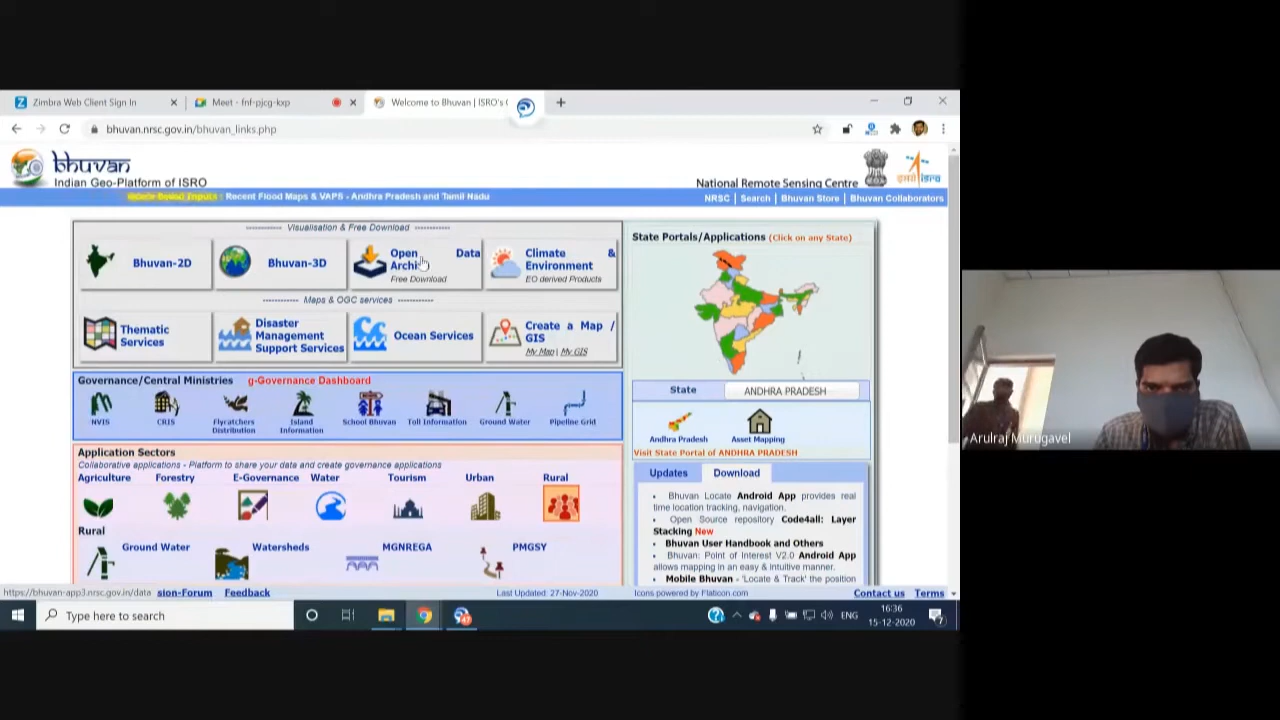 Zimbra Web Client Sign In
Meet - fnf-pjcg-kxp
Welcome to Bhuvan | ISRO's
bhuvan.nrsc.gov.in/bhuvan_links.php
bhuvan
Indian Geo-Platform of ISRO
National Remote Sensing Centre
इसरो isro
Recent Flood Maps & VAPS - Andhra Pradesh and Tamil Nadu
NRSC | Search | Bhuvan Store | Bhuvan Collaborators
Visualisation & Free Download
Bhuvan-2D
Bhuvan-3D
Open Data
Archi
Free Download
Climate &
Environment
EO derived Products
Maps & OGC services
Thematic
Services
Disaster
Management
Support Services
Ocean Services
Create a Map /
GIS
My Map | My GIS
Governance/Central Ministries g-Governance Dashboard
NVIS
CRIS
Flycatchers
Distribution
Island
Information
School Bhuvan
Toll Information
Ground Water
Pipeline Grid
Application Sectors
Collaborative applications - Platform to share your data and create governance applications
Agriculture
Forestry
E-Governance
Water
Tourism
Urban
Rural
Rural
Ground Water
Watersheds
MGNREGA
PMGSY
State Portals/Applications (Click on any State)
State
ANDHRA PRADESH
Andhra Pradesh
Asset Mapping
Visit State Portal of ANDHRA PRADESH
Updates
Download
Bhuvan Locate Android App provides real
time location tracking, navigation.
Open Source repository Code4all: Layer
Stacking New
Bhuvan User Handbook and Others
Bhuvan: Point of Interest V2.0 Android App
allows mapping in an easy & intuitive manner.
Mobile Bhuvan - 'Locate & Track' the position
https://bhuvan-app3.nrsc.gov.in/data
sion-Forum
Feedback
Last Updated: 27-Nov-2020
Icons powered by Flaticon.com
Contact us
Terms
Type here to search
47
ENG
16:36
15-12-2020
7
Arulraj Murugavel